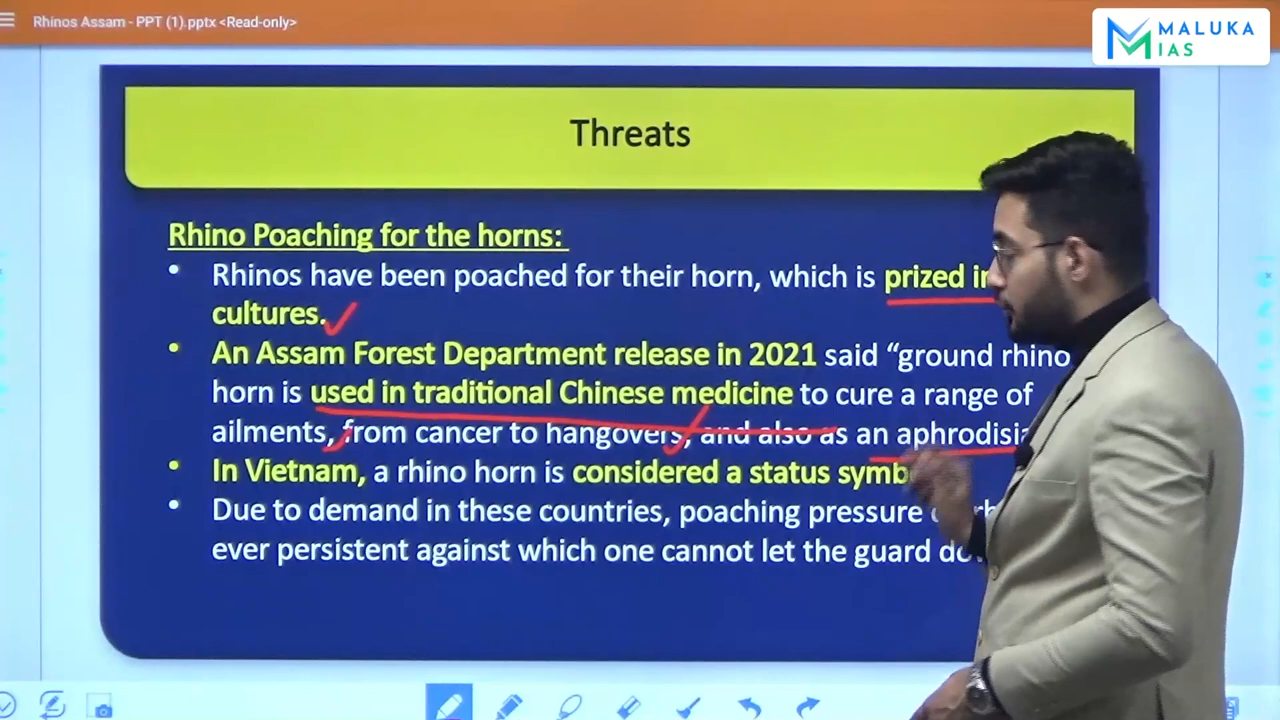 Rhinos Assam - PPT (1).pptx <Read-only>
MALUKA
IAS
Threats
Rhino Poaching for the horns:
• Rhinos have been poached for their horn, which is prized in
cultures.
• An Assam Forest Department release in 2021 said “ground rhino
horn is used in traditional Chinese medicine to cure a range of
ailments, from cancer to hangovers, and also as an
• In Vietnam, a rhino horn is considered a status
• Due to demand in these countries, poaching pressure
ever persistent against which one cannot let the guard